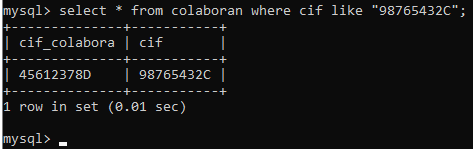 mysql> select * from colaboran where cif like "98765432C";
+--------------+-----------+
| cif_colabora | cif       |
+--------------+-----------+
| 45612378D    | 98765432C |
+--------------+-----------+
1 row in set (0.01 sec)
mysql> _